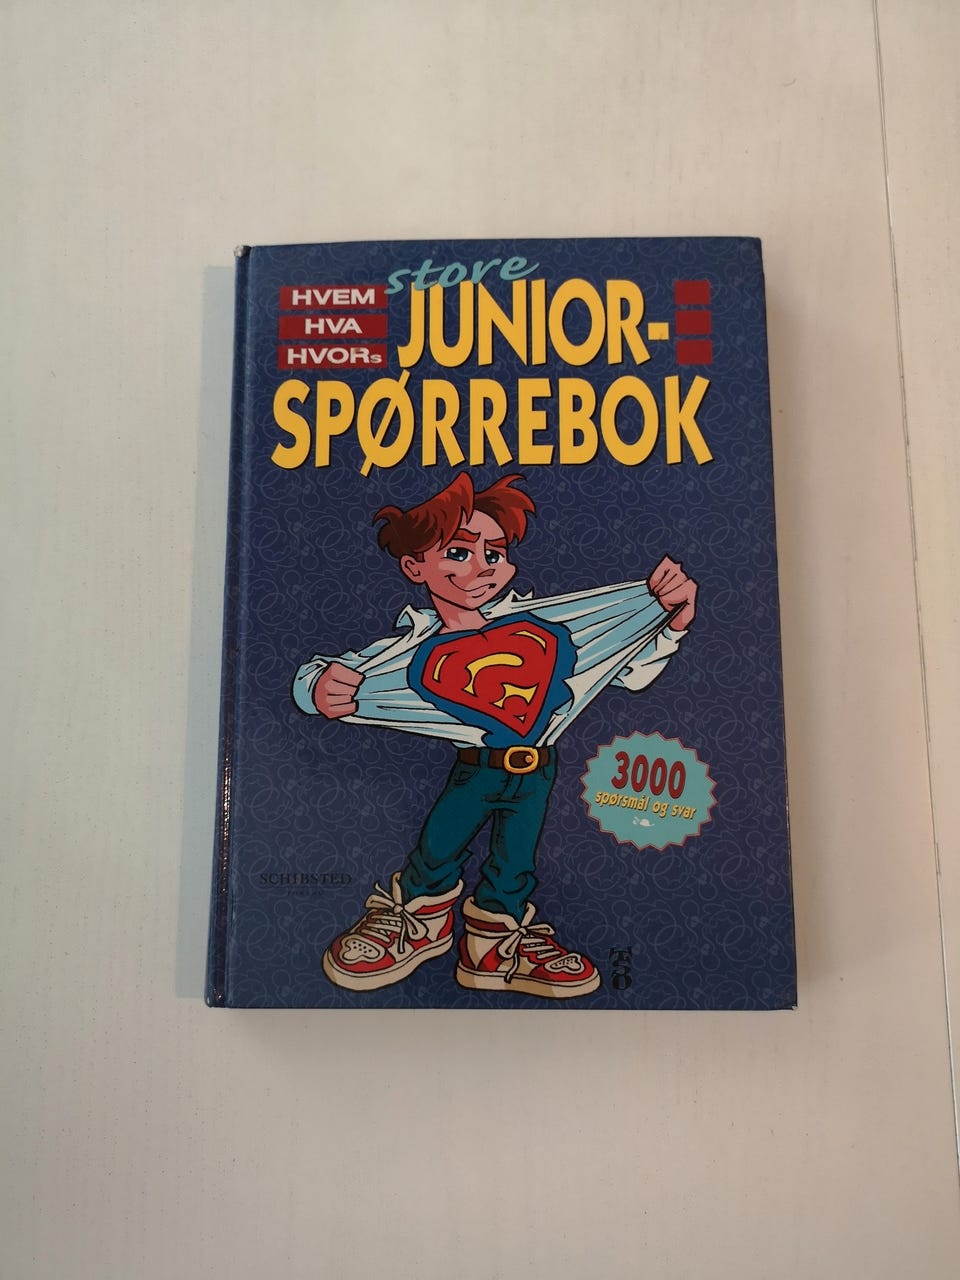 store
HVEM
HVA
HVORs
JUNIOR-
SPØRREBOK
3000
spørsmål og svar
SCHIBSTED